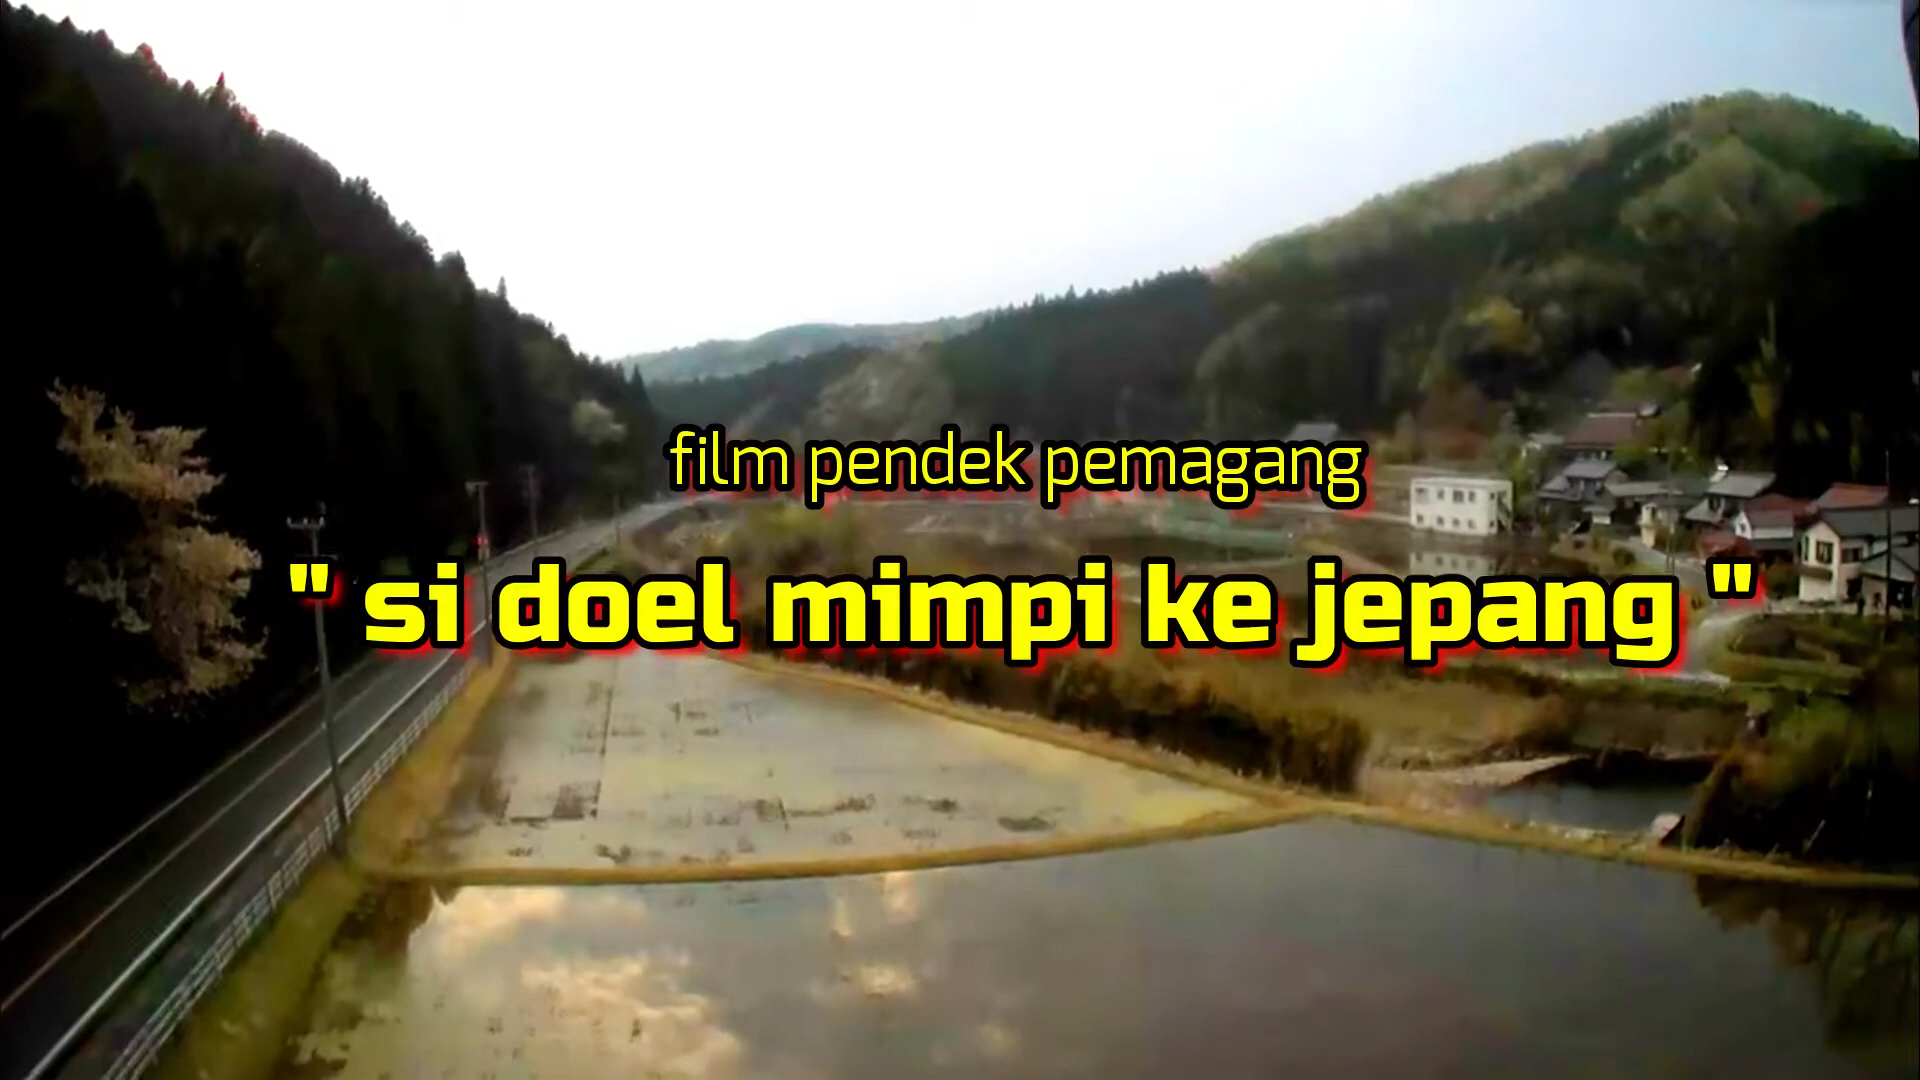 film pendek pemagang
" si doel mimpi ke jepang "